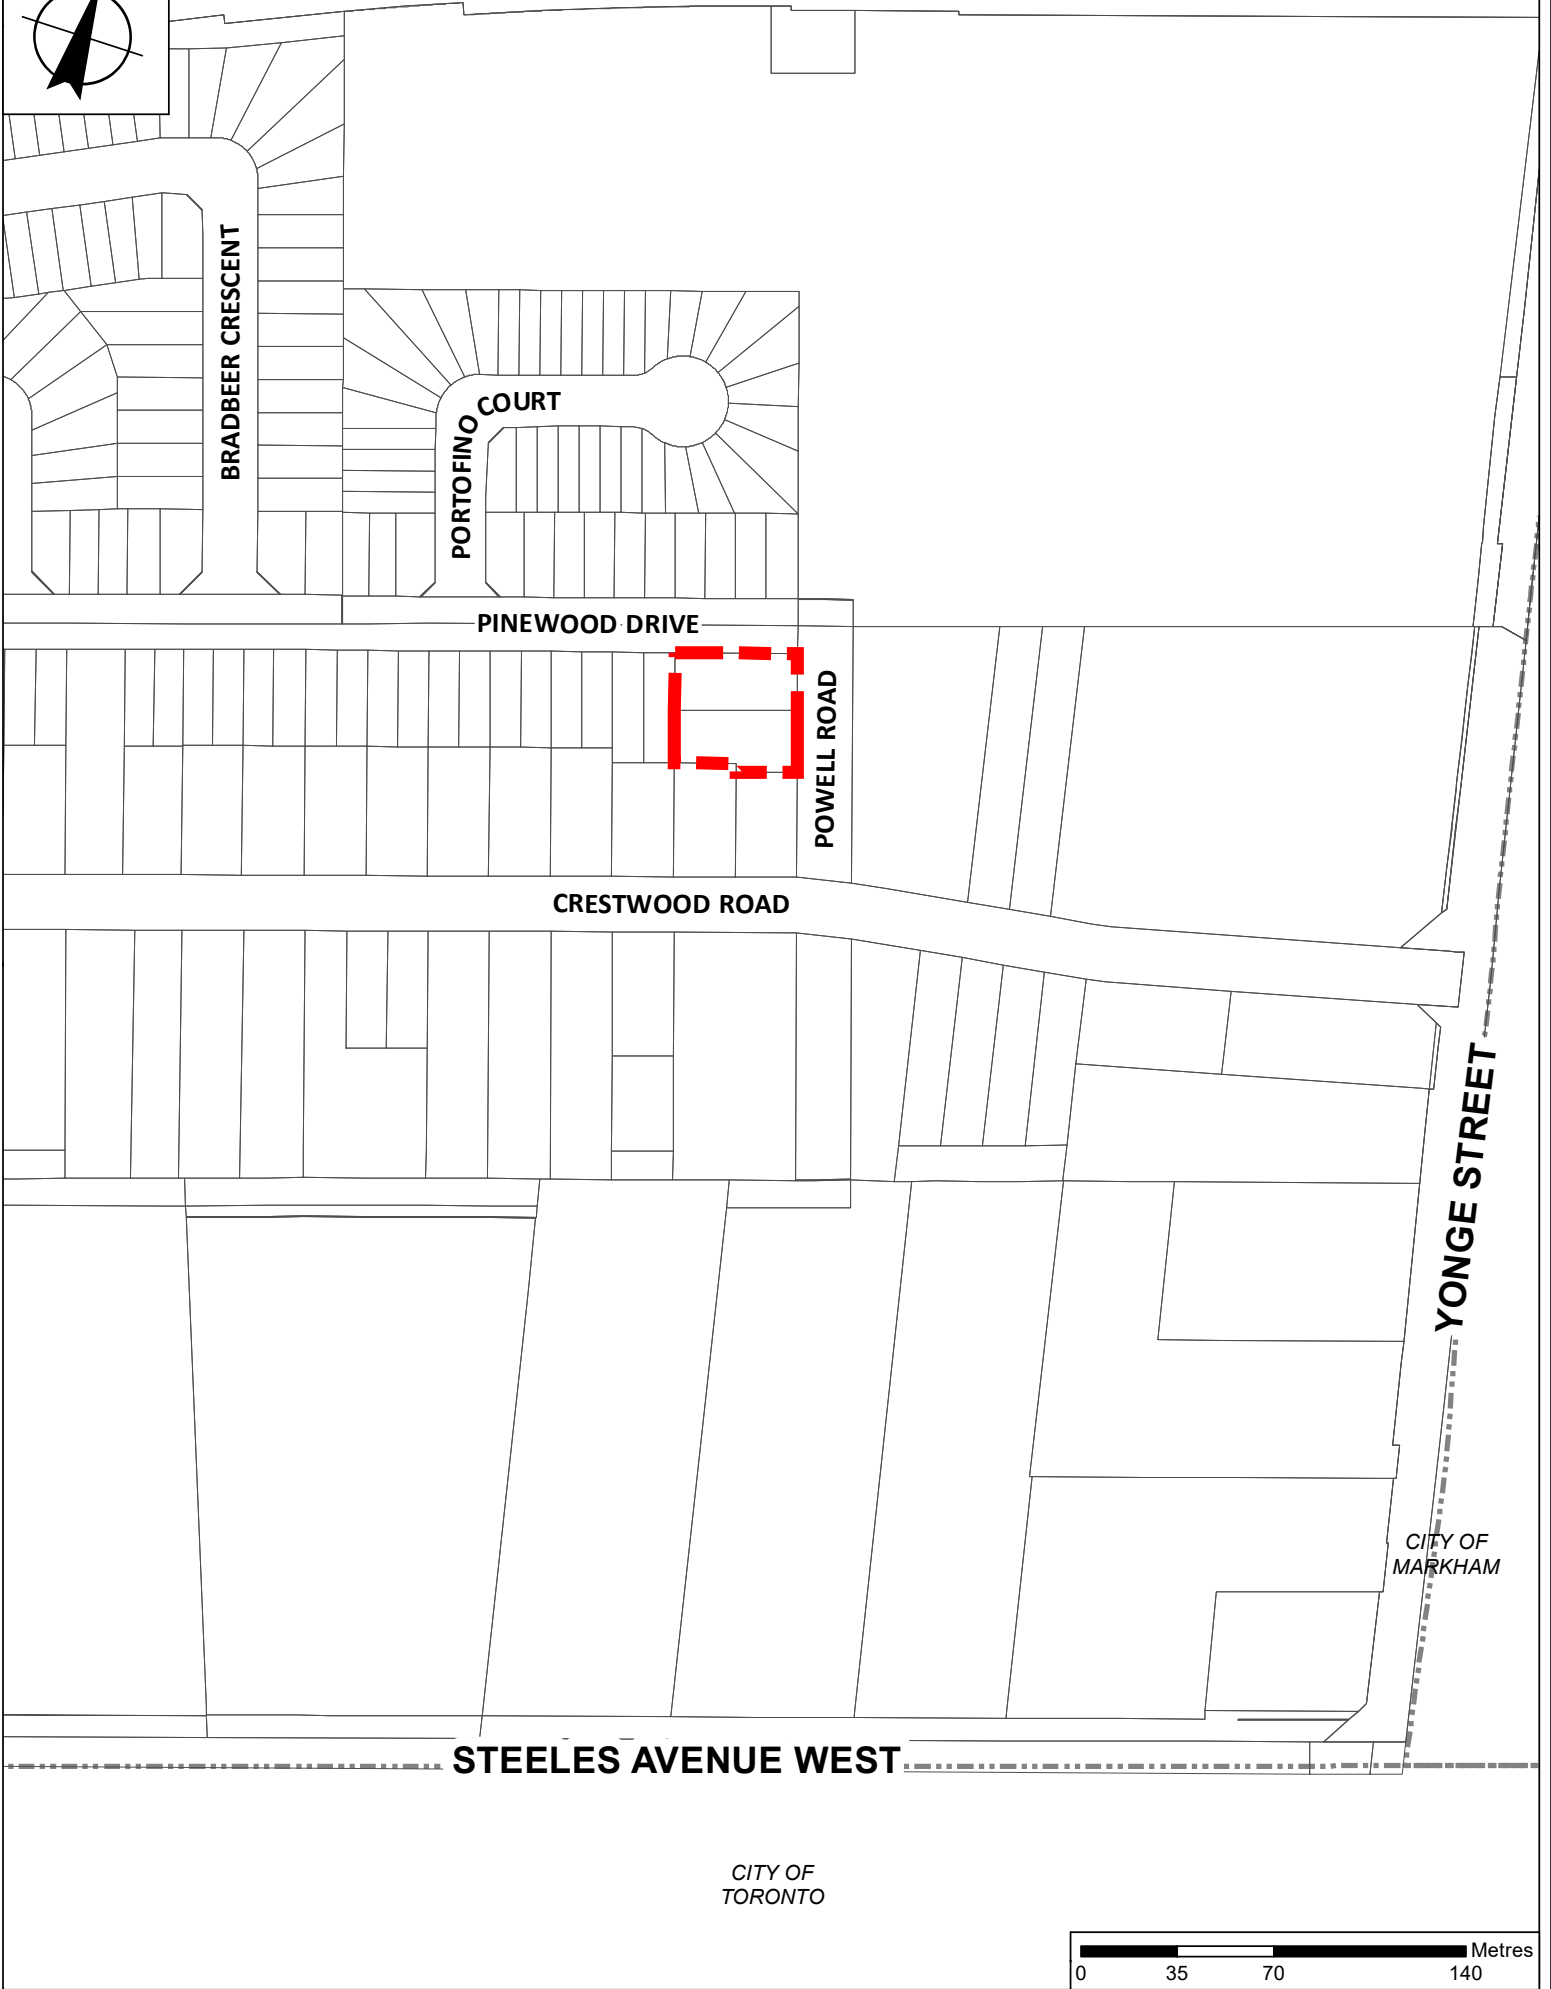 BRADBEER CRESCENT
PORTOFINO COURT
PINEWOOD DRIVE
POWELL ROAD
CRESTWOOD ROAD
YONGE STREET
CITY OF
MARKHAM
STEELES AVENUE WEST
CITY OF
TORONTO
Metres
0 35 70 140